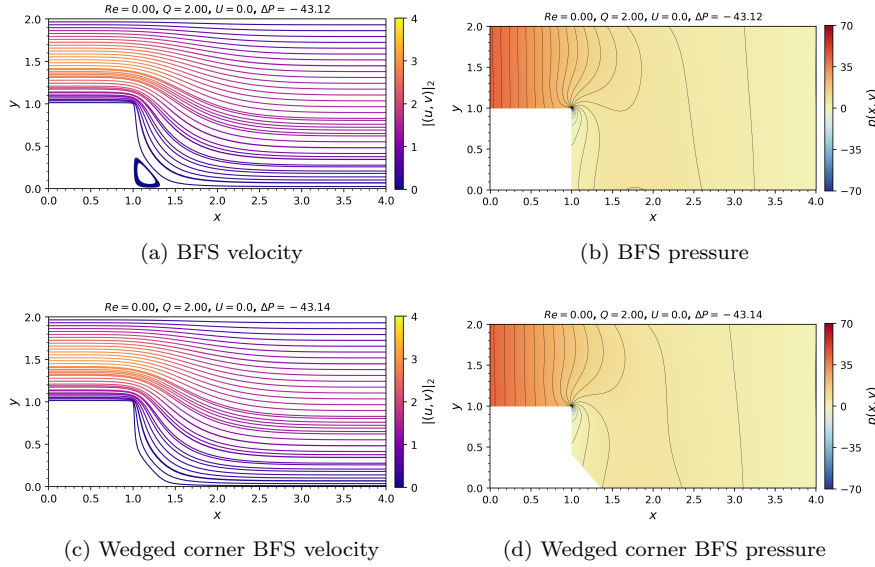 Re = 0.00, Q = 2.00, U = 0.0, ΔP = −43.12
2.0
1.5
1.0
0.5
0.0
y
0.0 0.5 1.0 1.5 2.0 2.5 3.0 3.5 4.0
x
4
3
2
1
0
|(u, v)|2
(a) BFS velocity
Re = 0.00, Q = 2.00, U = 0.0, ΔP = −43.12
2.0
1.5
1.0
0.5
0.0
y
0.0 0.5 1.0 1.5 2.0 2.5 3.0 3.5 4.0
x
70
35
0
−35
−70
p(x, y)
(b) BFS pressure
Re = 0.00, Q = 2.00, U = 0.0, ΔP = −43.14
2.0
1.5
1.0
0.5
0.0
y
0.0 0.5 1.0 1.5 2.0 2.5 3.0 3.5 4.0
x
4
3
2
1
0
|(u, v)|2
(c) Wedged corner BFS velocity
Re = 0.00, Q = 2.00, U = 0.0, ΔP = −43.14
2.0
1.5
1.0
0.5
0.0
y
0.0 0.5 1.0 1.5 2.0 2.5 3.0 3.5 4.0
x
70
35
0
−35
−70
p(x, y)
(d) Wedged corner BFS pressure